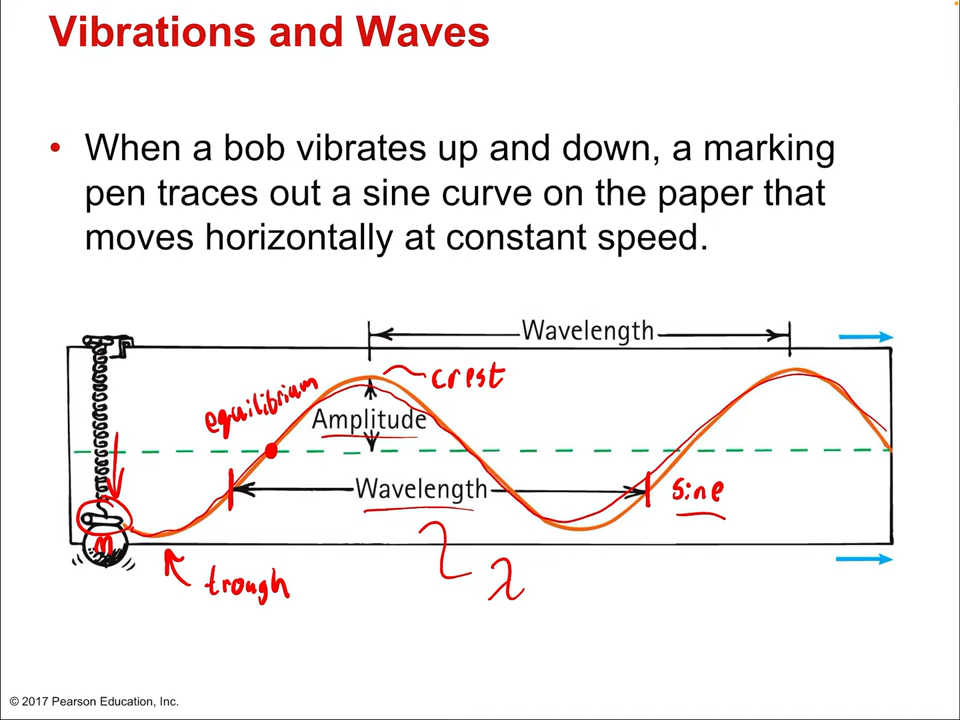 Vibrations and Waves
• When a bob vibrates up and down, a marking
pen traces out a sine curve on the paper that
moves horizontally at constant speed.
Wavelength
crest
equilibrium
Amplitude
Wavelength
sine
m
trough
λ
© 2017 Pearson Education, Inc.